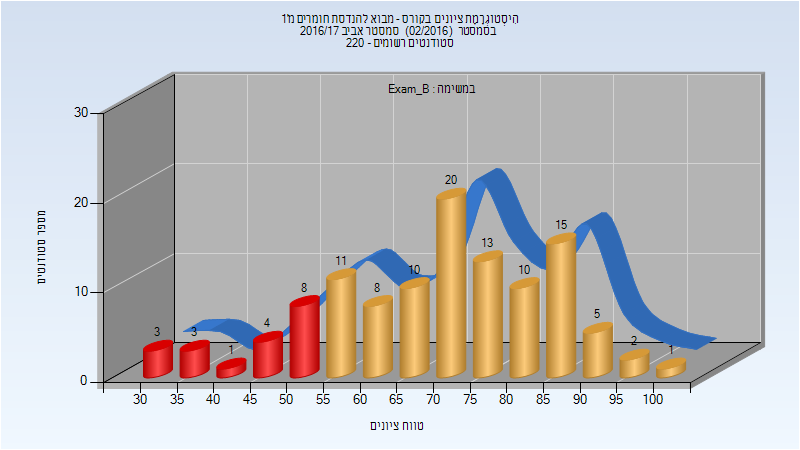 היסטוגרמת ציונים בקורס - מבוא להנדסת חומרים מ'1
בסמסטר (02/2016) סמסטר אביב 2016/17
סטודנטים רשומים - 220
במשימה : Exam_B
30
20
10
0
מספר סטודנטים
3
3
1
4
8
11
8
10
20
13
10
15
5
2
1
30 35 40 45 50 55 60 65 70 75 80 85 90 95 100
טווח ציונים